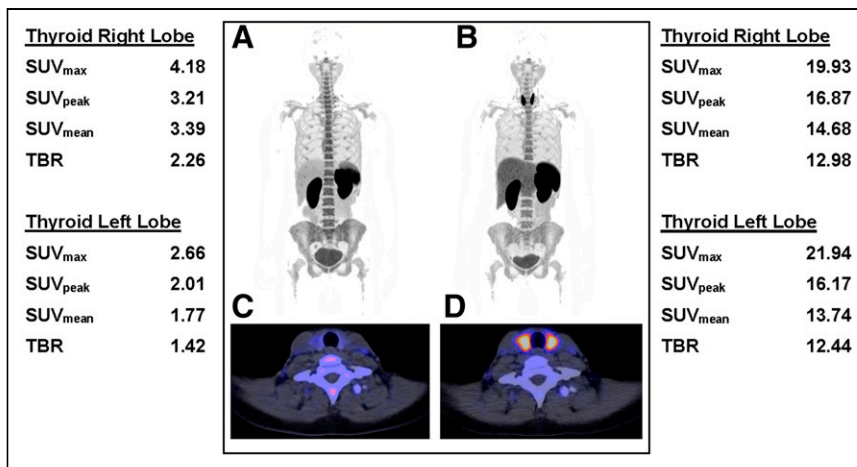 Thyroid Right Lobe
SUVmax 4.18
SUVpeak 3.21
SUVmean 3.39
TBR 2.26
Thyroid Left Lobe
SUVmax 2.66
SUVpeak 2.01
SUVmean 1.77
TBR 1.42
A
B
C
D
Thyroid Right Lobe
SUVmax 19.93
SUVpeak 16.87
SUVmean 14.68
TBR 12.98
Thyroid Left Lobe
SUVmax 21.94
SUVpeak 16.17
SUVmean 13.74
TBR 12.44